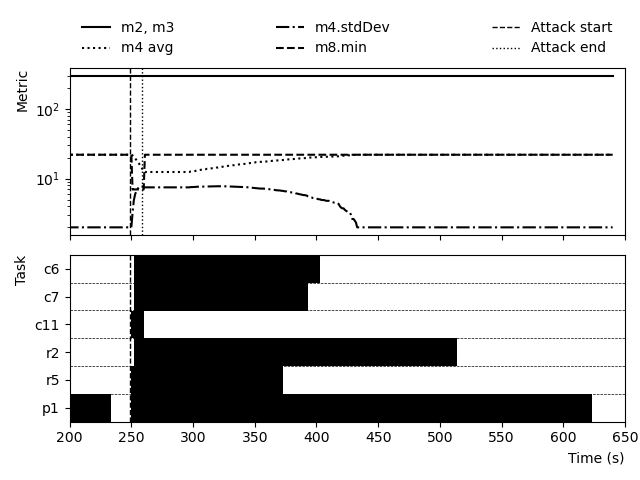 m2, m3 m4.stdDev Attack start
m4 avg m8.min Attack end
Metric
10²
10¹
Task
c6
c7
c11
r2
r5
p1
200 250 300 350 400 450 500 550 600 650
Time (s)